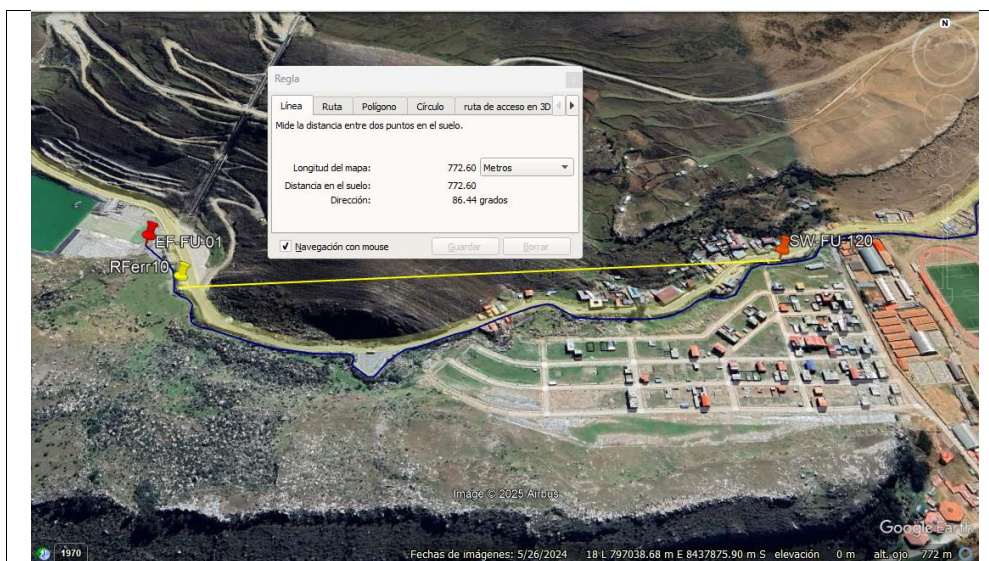 N
Regla
Línea Ruta Polígono Círculo ruta de acceso en 3D
Mide la distancia entre dos puntos en el suelo.
Longitud del mapa: 772.60 Metros
Distancia en el suelo: 772.60
Dirección: 86.44 grados
Navegación con mouse Guardar Borrar
EF-FU-01
SW-FU-120
RFerr10
Image © 2025 Airbus
Google Earth
1970 Fechas de imágenes: 5/26/2024 18 L 797038.68 m E 8437875.90 m S elevación 0 m alt. ojo 772 m